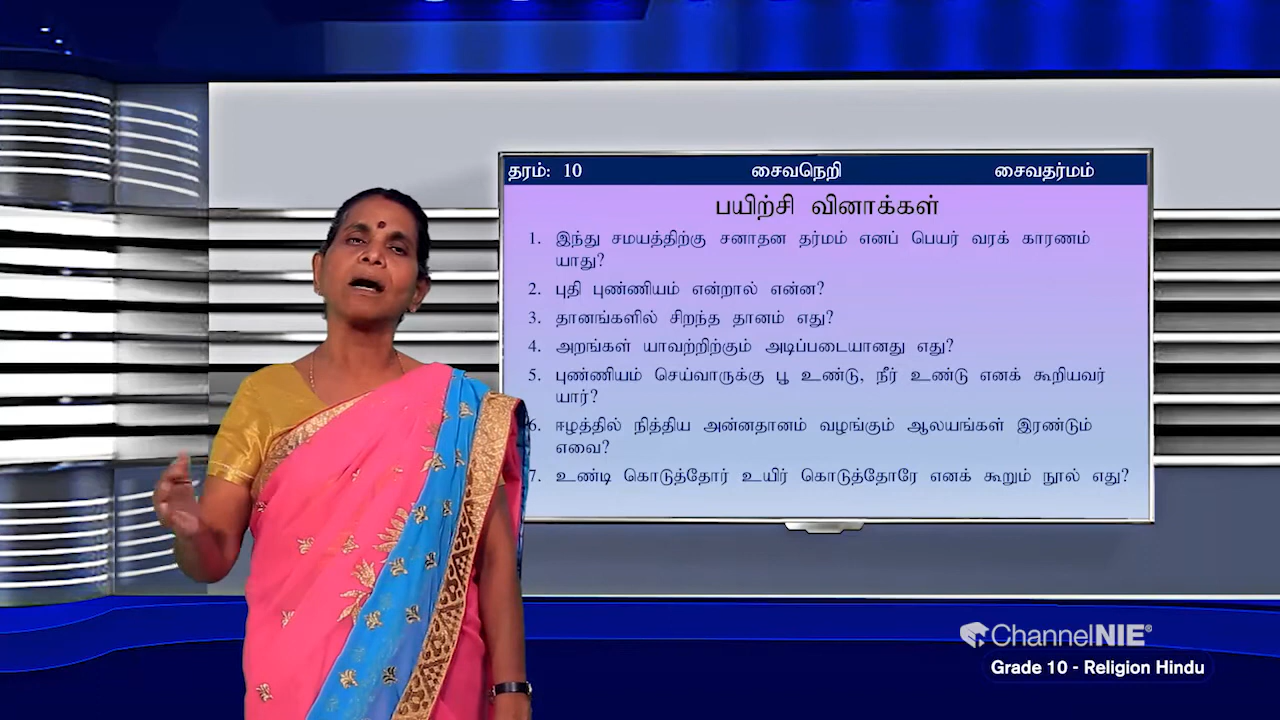 தரம்: 10 சைவநெறி சைவதர்மம்
பயிற்சி வினாக்கள்
1. இந்து சமயத்திற்கு சனாதன தர்மம் எனப் பெயர் வரக் காரணம்
யாது?
2. புதி புண்ணியம் என்றால் என்ன?
3. தானங்களில் சிறந்த தானம் எது?
4. அறங்கள் யாவற்றிற்கும் அடிப்படையானது எது?
5. புண்ணியம் செய்வாருக்கு பூ உண்டு, நீர் உண்டு எனக் கூறியவர்
யார்?
6. ஈழத்தில் நித்திய அன்னதானம் வழங்கும் ஆலயங்கள் இரண்டும்
எவை?
7. உண்டி கொடுத்தோர் உயிர் கொடுத்தோரே எனக் கூறும் நூல் எது?
ChannelNIE®
Grade 10 - Religion Hindu